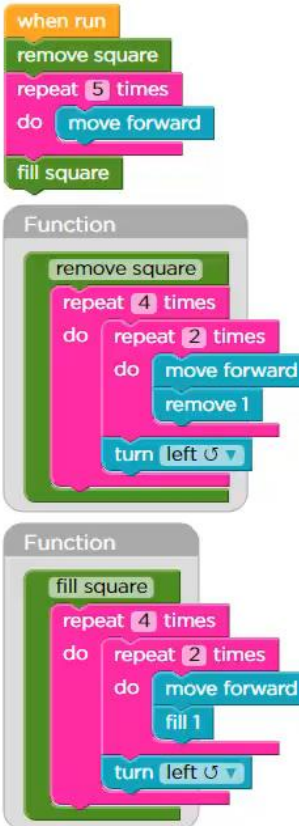 when run
remove square
repeat 5 times
do move forward
fill square
Function
remove square
repeat 4 times
do repeat 2 times
do move forward
remove 1
turn left ↺ ▼
Function
fill square
repeat 4 times
do repeat 2 times
do move forward
fill 1
turn left ↺ ▼